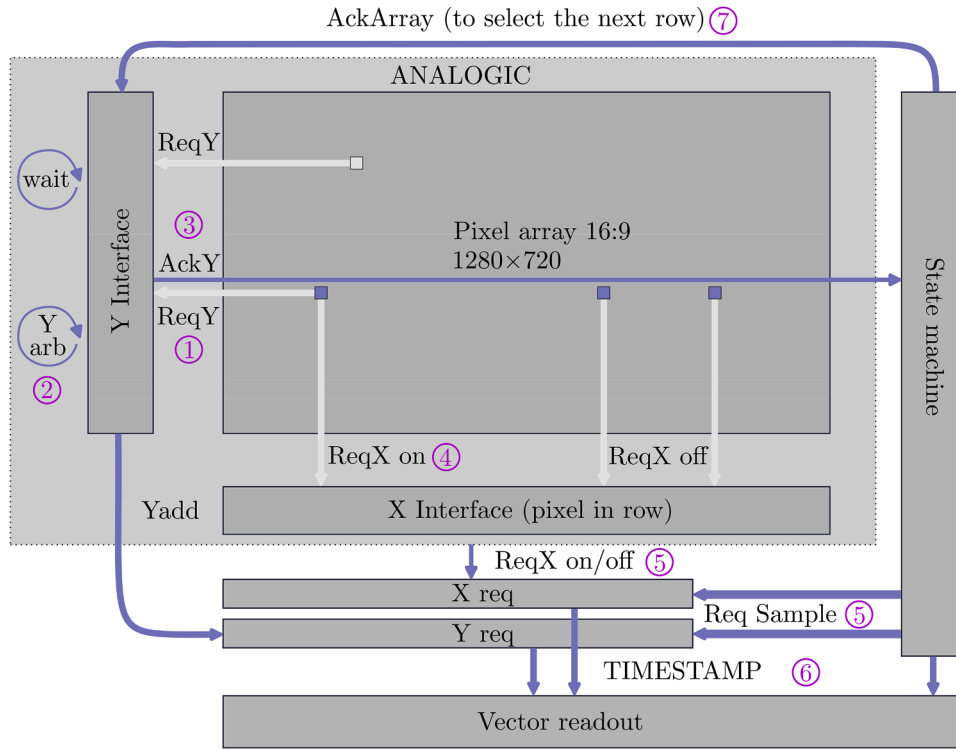 AckArray (to select the next row) 7
ANALOGIC
ReqY
wait
3
Y Interface
Pixel array 16:9
1280×720
AckY
State machine
ReqY
Y
arb
1
2
ReqX on 4
ReqX off
Yadd
X Interface (pixel in row)
ReqX on/off 5
X req
Req Sample 5
Y req
TIMESTAMP 6
Vector readout